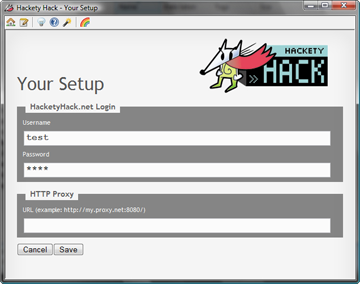 Hackety Hack - Your Setup
HACKETY
» HACK
Your Setup
HacketyHack.net Login
Username
test
Password
****
HTTP Proxy
URL (example: http://my.proxy.net:8080/)
Cancel Save